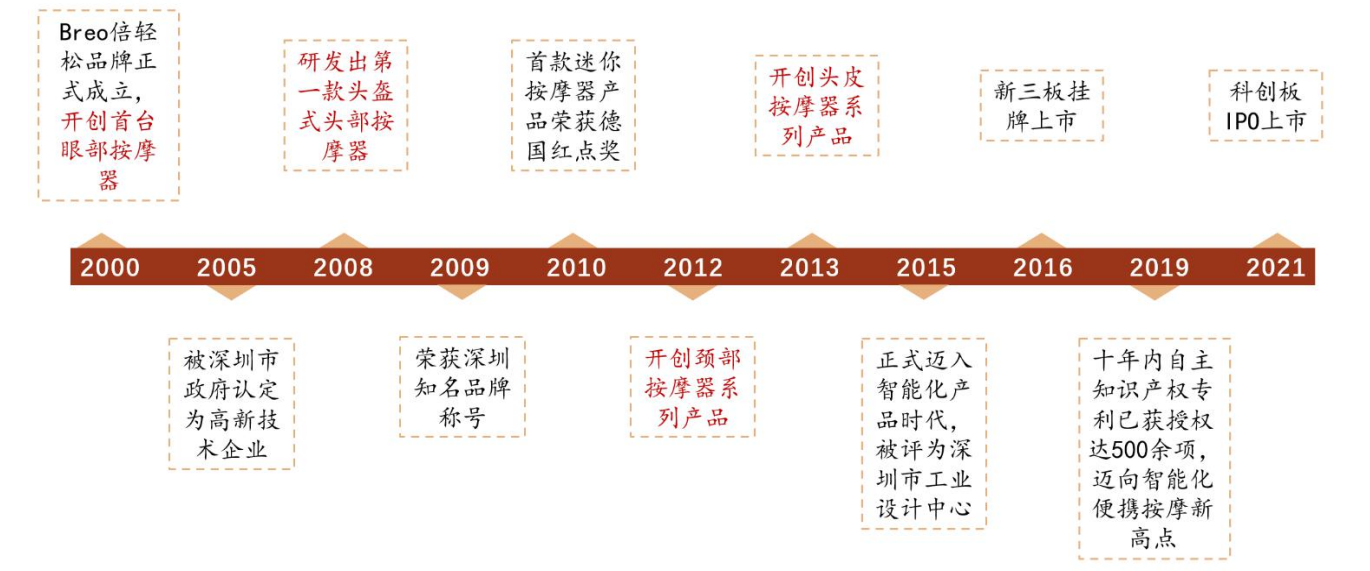 Breo倍轻
松品牌正
式成立,
开创首台
眼部按摩
器
研发出第
一款头盔
式头部按
摩器
首款迷你
按摩器产
品荣获德
国红点奖
开创头皮
按摩器系
列产品
新三板挂
牌上市
科创板
IPO上市
2000 2005 2008 2009 2010 2012 2013 2015 2016 2019 2021
被深圳市
政府认定
为高新技
术企业
荣获深圳
知名品牌
称号
开创颈部
按摩器系
列产品
正式迈入
智能化产
品时代，
被评为深
圳市工业
设计中心
十年内自主
知识产权专
利已获授权
达500余项，
迈向智能化
便携按摩新
高点